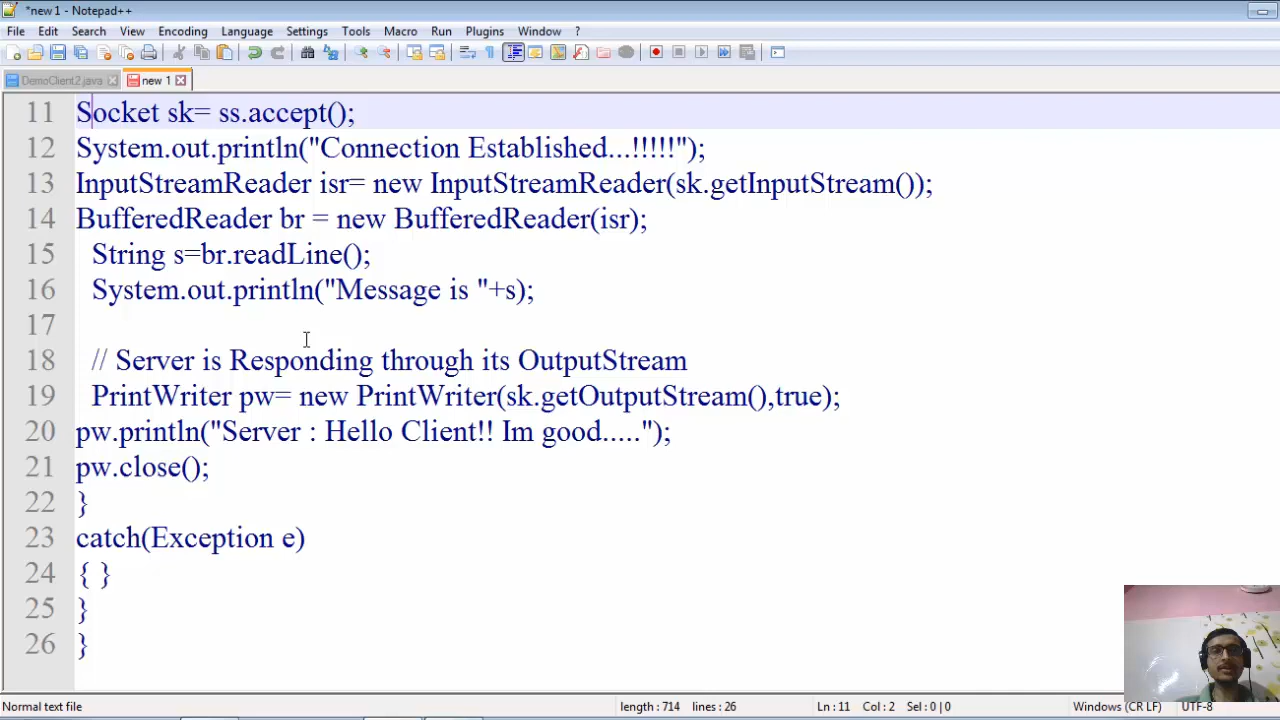 *new 1 - Notepad++
File Edit Search View Encoding Language Settings Tools Macro Run Plugins Window ?
DemoClient2.java new 1
11 Socket sk= ss.accept();
12 System.out.println("Connection Established...!!!!!");
13 InputStreamReader isr= new InputStreamReader(sk.getInputStream());
14 BufferedReader br = new BufferedReader(isr);
15 String s=br.readLine();
16 System.out.println("Message is "+s);
17
18 // Server is Responding through its OutputStream
19 PrintWriter pw= new PrintWriter(sk.getOutputStream(),true);
20 pw.println("Server : Hello Client!! Im good.....");
21 pw.close();
22 }
23 catch(Exception e)
24 { }
25 }
26 }
Normal text file length : 714 lines : 26 Ln : 11 Col : 2 Sel : 0 | 0 Windows (CR LF) UTF-8